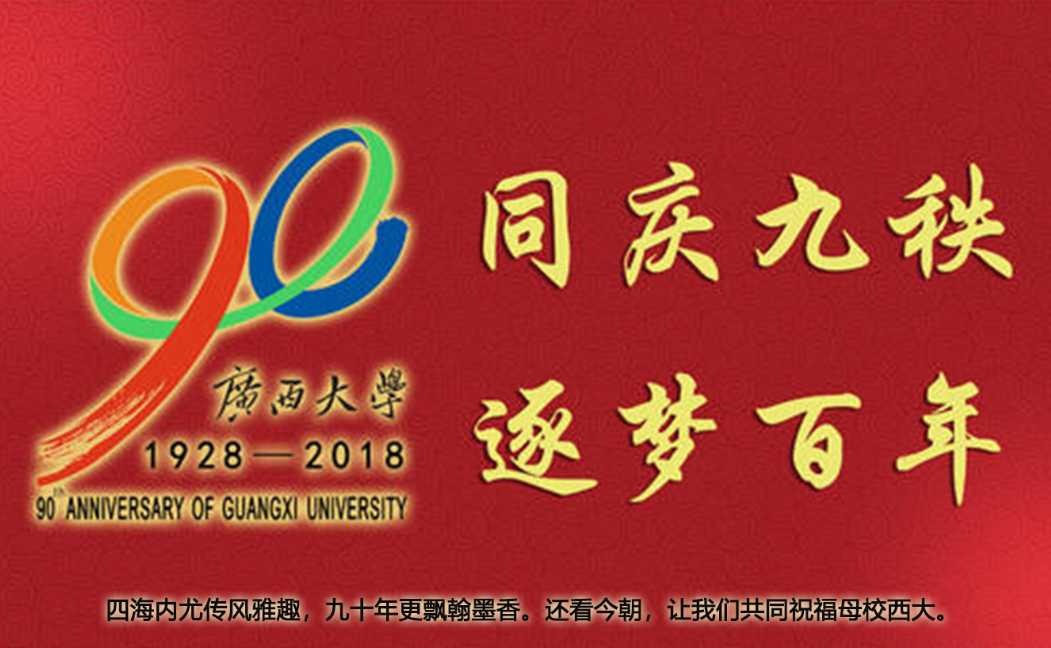 同庆九秩
逐梦百年
廣西大學
1928—2018
90th ANNIVERSARY OF GUANGXI UNIVERSITY
四海内尤传风雅趣，九十年更飘翰墨香。还看今朝，让我们共同祝福母校西大。